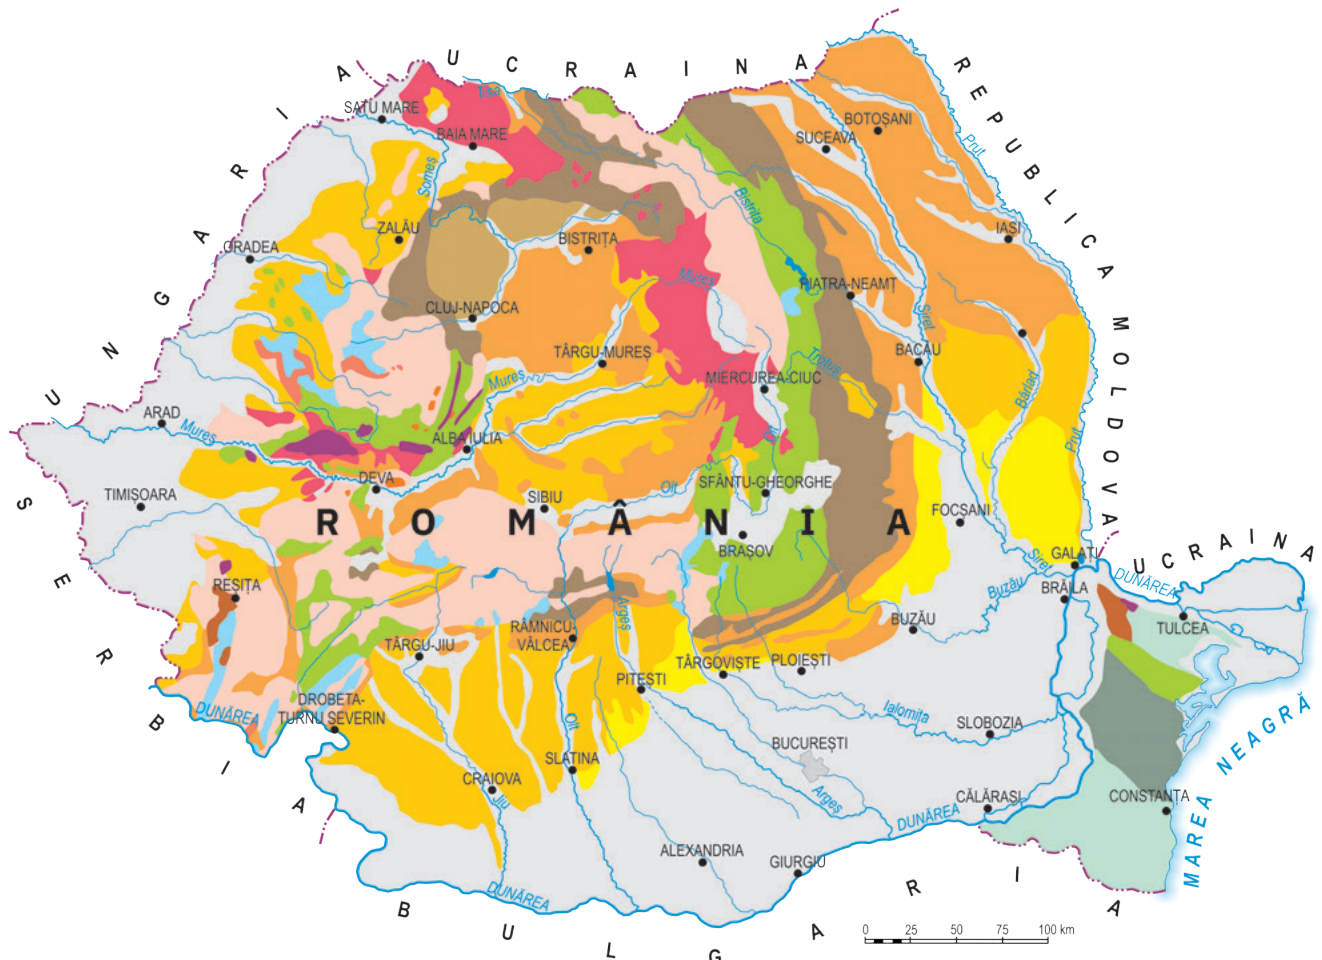 UCRAINA
REPUBLICA MOLDOVA
UNGARIA
SERBIA
BULGARIA
UCRAINA
MAREA NEAGRĂ
ROMÂNIA
Tisa
SATU MARE
BAIA MARE
BOTOȘANI
SUCEAVA
Prut
Someș
Bistrița
ZALĂU
ORADEA
BISTRIȚA
IAȘI
Mureș
PIATRA-NEAMȚ
CLUJ-NAPOCA
Siret
TÂRGU-MUREȘ
BACĂU
Trotuș
MIERCUREA-CIUC
Mureș
Bârlad
ARAD
Mureș
ALBA IULIA
Olt
Prut
DEVA
SFÂNTU-GHEORGHE
TIMIȘOARA
SIBIU
Olt
FOCȘANI
BRAȘOV
GALAȚI
Siret
DUNĂREA
REȘIȚA
Argeș
Buzău
BRĂILA
BUZĂU
TULCEA
RÂMNICU-
VÂLCEA
TÂRGU-JIU
TÂRGOVIȘTE
PLOIEȘTI
PITEȘTI
DROBETA-
TURNU SEVERIN
DUNĂREA
Olt
Ialomița
SLOBOZIA
BUCUREȘTI
SLATINA
CRAIOVA
Jiu
Argeș
CĂLĂRAȘI
CONSTANȚA
DUNĂREA
ALEXANDRIA
GIURGIU
DUNĂREA
0 25 50 75 100 km